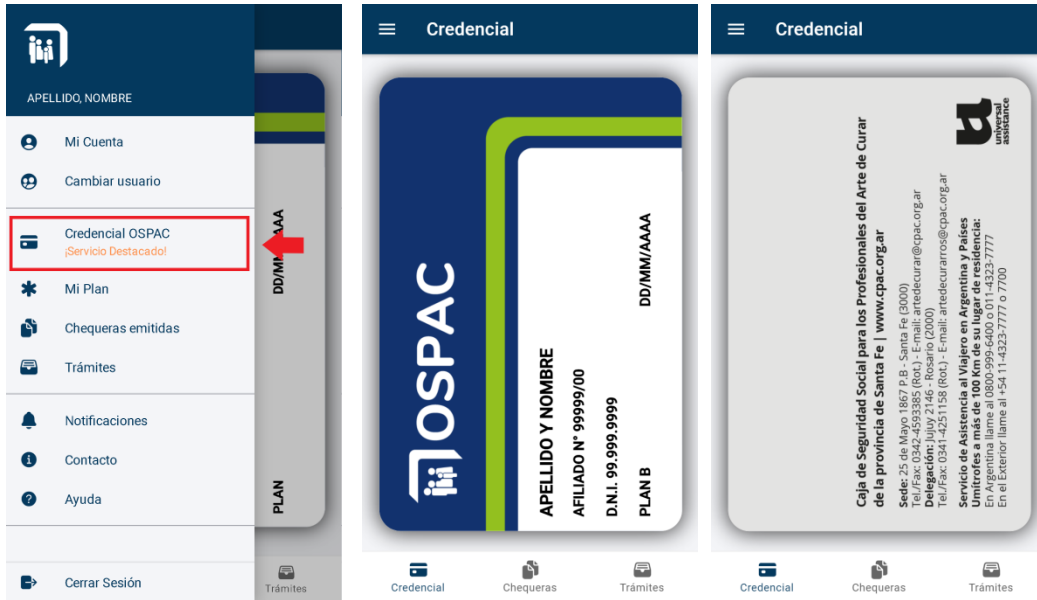 APELLIDO, NOMBRE
Mi Cuenta
Cambiar usuario
Credencial OSPAC
¡Servicio Destacado!
Mi Plan
Chequeras emitidas
Trámites
Notificaciones
Contacto
Ayuda
Cerrar Sesión
PLAN
Trámites
Credencial
OSPAC
APELLIDO Y NOMBRE
AFILIADO N° 99999/00
D.N.I. 99.999.9999
PLAN B DD/MM/AAAA
Credencial
Chequeras
Trámites
Credencial
Caja de Seguridad Social para los Profesionales del Arte de Curar
de la provincia de Santa Fe | www.cpac.org.ar
Sede: 25 de Mayo 1867 P.B - Santa Fe (3000)
Tel./Fax: 0342-4593385 (Rot.) - E-mail: artedecurar@cpac.org.ar
Delegación: Jujuy 2146 - Rosario (2000)
Tel./Fax: 0341-4251158 (Rot.) - E-mail: artedecurarros@cpac.org.ar
Servicio de Asistencia al Viajero en Argentina y Países
Umítrofes a más de 100 Km de su lugar de residencia:
En Argentina llame al 0800-999-6400 o 011-4323-7777
En el Exterior llame al +54 11-4323-7777 o 7700
universal
assistance
Credencial
Chequeras
Trámites